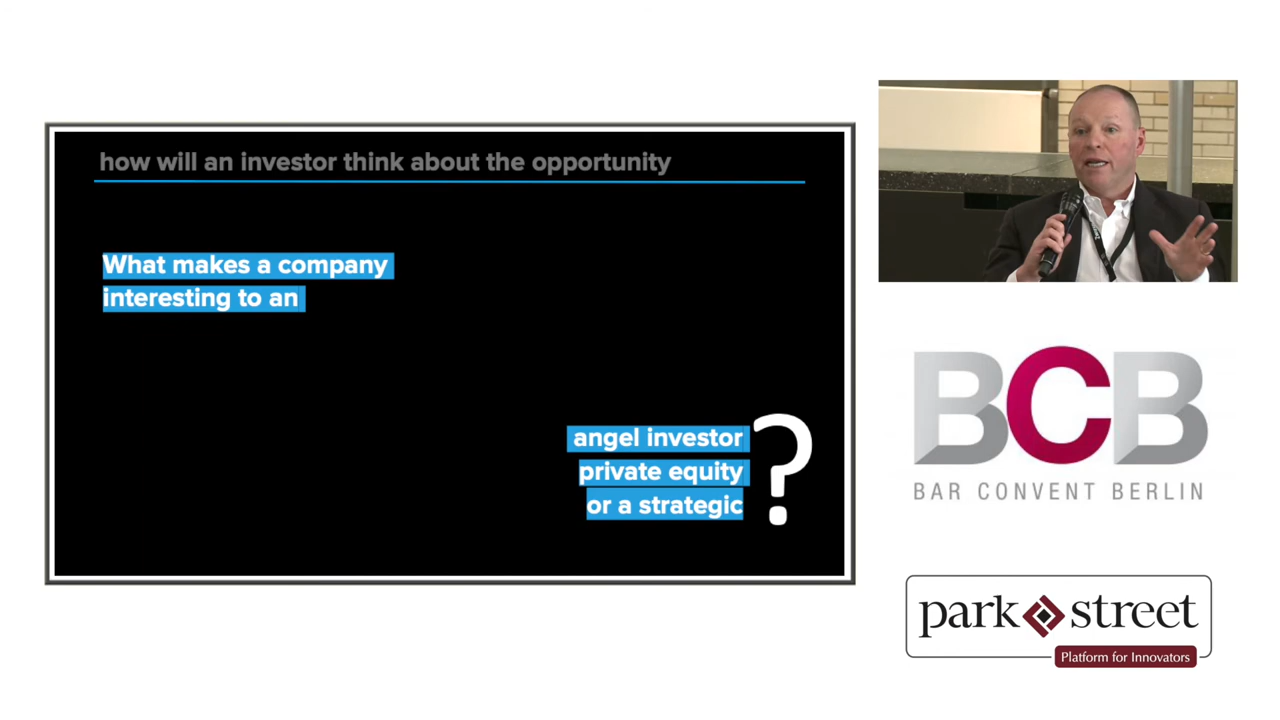 how will an investor think about the opportunity
What makes a company
interesting to an
angel investor
private equity
or a strategic
?
BCB
BAR CONVENT BERLIN
park street
Platform for Innovators